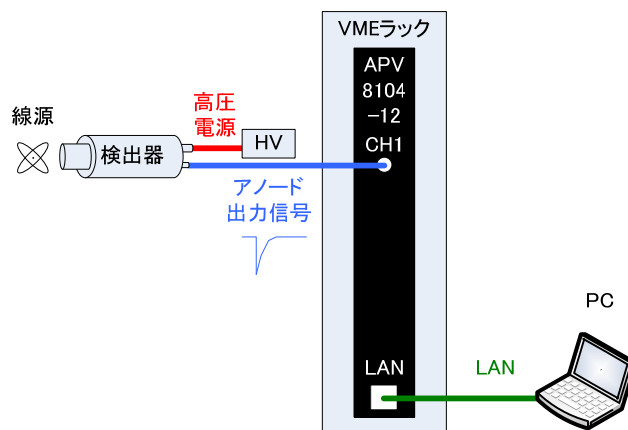 VMEラック
APV
8104
-12
CH1
線源
検出器
高圧
電源
HV
アノード
出力信号
LAN
LAN
PC